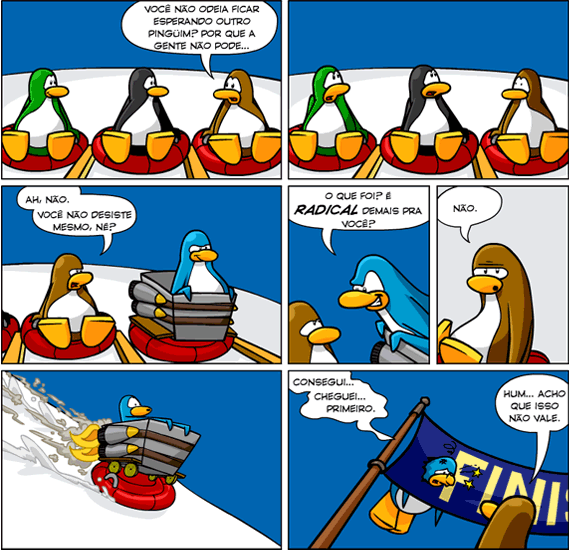 VOCÊ NÃO ODEIA FICAR
ESPERANDO OUTRO
PINGÜIM? POR QUE A
GENTE NÃO PODE...
AH, NÃO.
VOCÊ NÃO DESISTE
MESMO, NÉ?
O QUE FOI? É
RADICAL DEMAIS PRA
VOCÊ?
NÃO.
CONSEGUI...
CHEGUEI...
PRIMEIRO.
HUM... ACHO
QUE ISSO
NÃO VALE.
FINIS